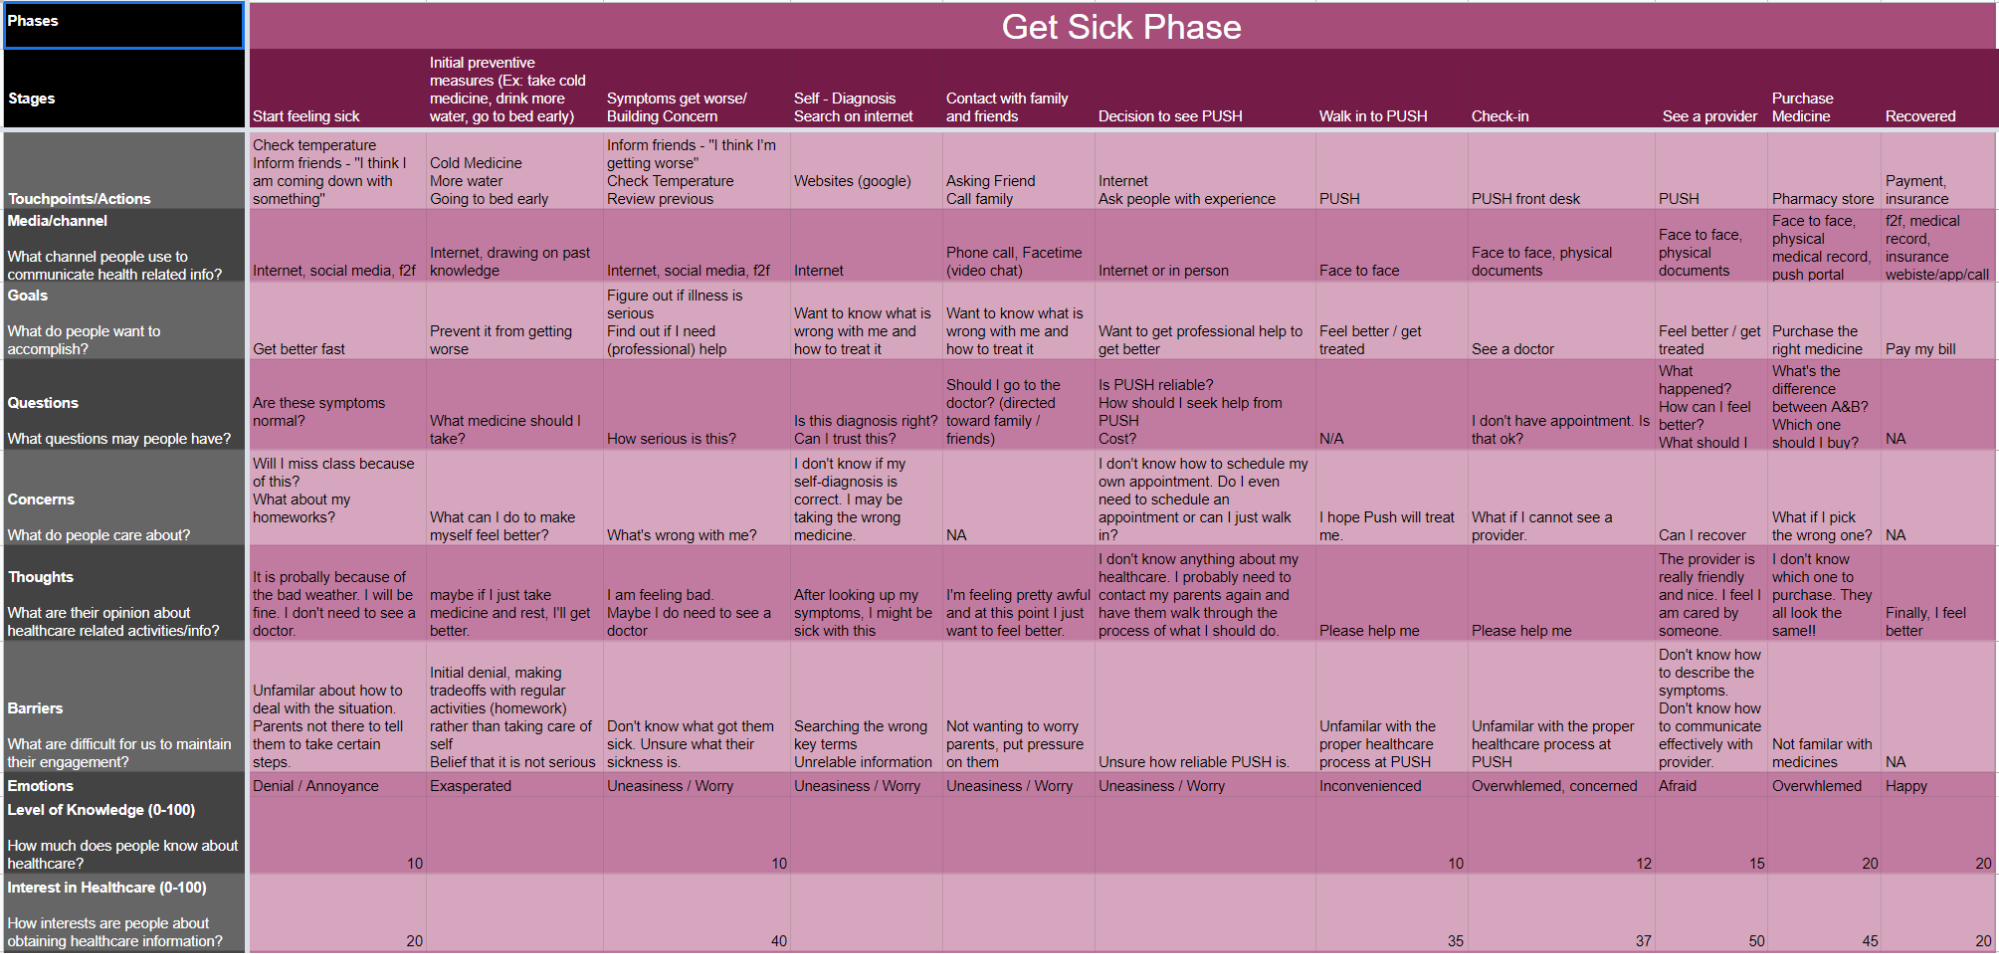 Phases
Get Sick Phase
Stages
Start feeling sick
Initial preventive
measures (Ex: take cold
medicine, drink more
water, go to bed early)
Symptoms get worse/
Building Concern
Self - Diagnosis
Search on internet
Contact with family
and friends
Decision to see PUSH
Walk in to PUSH
Check-in
See a provider
Purchase
Medicine
Recovered
Touchpoints/Actions
Check temperature
Inform friends - "I think I
am coming down with
something"
Cold Medicine
More water
Going to bed early
Inform friends - "I think I'm
getting worse"
Check Temperature
Review previous
Websites (google)
Asking Friend
Call family
Internet
Ask people with experience
PUSH
PUSH front desk
PUSH
Pharmacy store
Payment,
insurance
Media/channel
What channel people use to
communicate health related info?
Internet, social media, f2f
Internet, drawing on past
knowledge
Internet, social media, f2f
Internet
Phone call, Facetime
(video chat)
Internet or in person
Face to face
Face to face, physical
documents
Face to face,
physical
documents
Face to face,
physical
medical record,
push portal
f2f, medical
record,
insurance
webiste/app/call
Goals
What do people want to
accomplish?
Get better fast
Prevent it from getting
worse
Figure out if illness is
serious
Find out if I need
(professional) help
Want to know what is
wrong with me and
how to treat it
Want to know what is
wrong with me and
how to treat it
Want to get professional help to
get better
Feel better / get
treated
See a doctor
Feel better / get
treated
Purchase the
right medicine
Pay my bill
Questions
What questions may people have?
Are these symptoms
normal?
What medicine should I
take?
How serious is this?
Is this diagnosis right?
Can I trust this?
Should I go to the
doctor? (directed
toward family /
friends)
Is PUSH reliable?
How should I seek help from
PUSH
Cost?
N/A
I don't have appointment. Is
that ok?
What
happened?
How can I feel
better?
What should I
What's the
difference
between A&B?
Which one
should I buy?
NA
Concerns
What do people care about?
Will I miss class because
of this?
What about my
homeworks?
What can I do to make
myself feel better?
What's wrong with me?
I don't know if my
self-diagnosis is
correct. I may be
taking the wrong
medicine.
NA
I don't know how to schedule my
own appointment. Do I even
need to schedule an
appointment or can I just walk
in?
I hope Push will treat
me.
What if I cannot see a
provider.
Can I recover
What if I pick
the wrong one?
NA
Thoughts
What are their opinion about
healthcare related activities/info?
It is probally because of
the bad weather. I will be
fine. I don't need to see a
doctor.
maybe if I just take
medicine and rest, I'll get
better.
I am feeling bad.
Maybe I do need to see a
doctor
After looking up my
symptoms, I might be
sick with this
I'm feeling pretty awful
and at this point I just
want to feel better.
I don't know anything about my
healthcare. I probably need to
contact my parents again and
have them walk through the
process of what I should do.
Please help me
Please help me
The provider is
really friendly
and nice. I feel I
am cared by
someone.
I don't know
which one to
purchase. They
all look the
same!!
Finally, I feel
better
Barriers
What are difficult for us to maintain
their engagement?
Unfamilar about how to
deal with the situation.
Parents not there to tell
them to take certain
steps.
Initial denial, making
tradeoffs with regular
activities (homework)
rather than taking care of
self
Belief that it is not serious
Don't know what got them
sick. Unsure what their
sickness is.
Searching the wrong
key terms
Unrelable information
Not wanting to worry
parents, put pressure
on them
Unsure how reliable PUSH is.
Unfamilar with the
proper healthcare
process at PUSH
Unfamilar with the proper
healthcare process at
PUSH
Don't know how
to describe the
symptoms.
Don't know how
to communicate
effectively with
provider.
Not familar with
medicines
NA
Emotions
Denial / Annoyance
Exasperated
Uneasiness / Worry
Uneasiness / Worry
Uneasiness / Worry
Uneasiness / Worry
Inconvenienced
Overwhlemed, concerned
Afraid
Overwhlemed
Happy
Level of Knowledge (0-100)
How much does people know about
healthcare?
10
10
10
12
15
20
20
Interest in Healthcare (0-100)
How interests are people about
obtaining healthcare information?
20
40
35
37
50
45
20